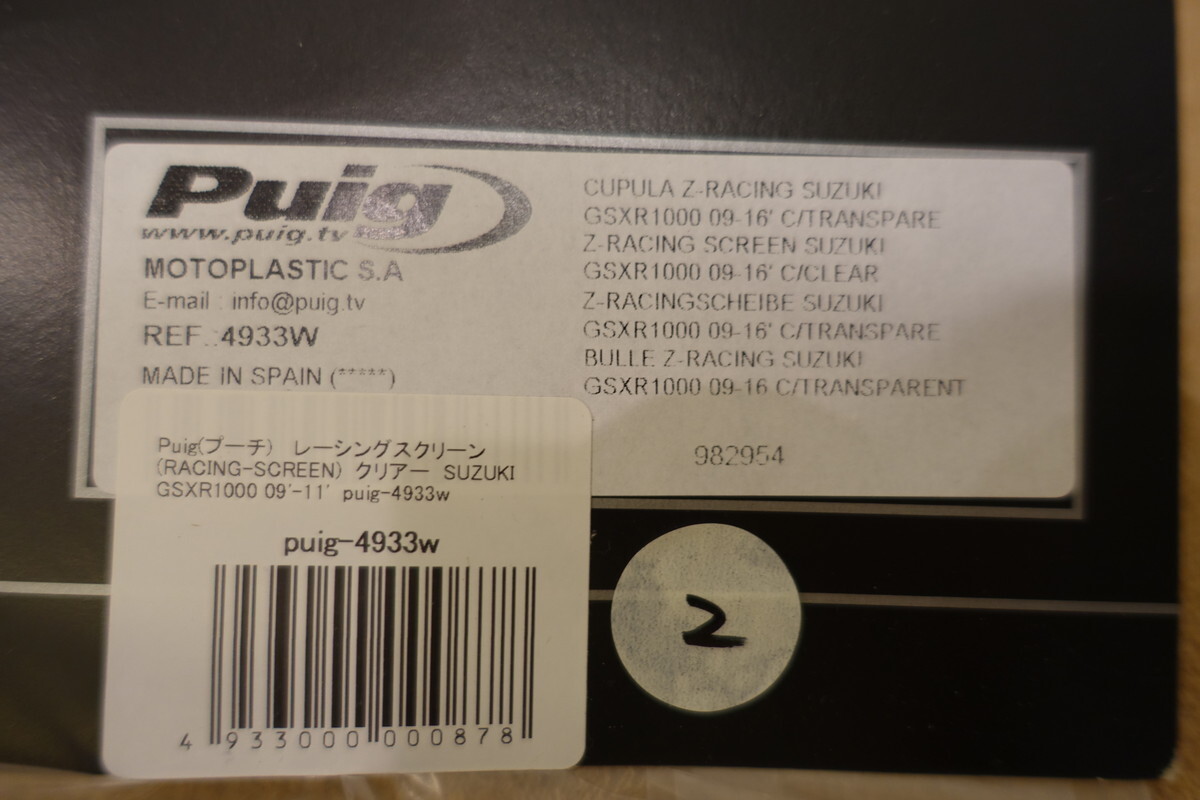 Puig
www.puig.tv
MOTOPLASTIC S.A
E-mail : info@puig.tv
REF.:4933W
MADE IN SPAIN (*****)
CUPULA Z-RACING SUZUKI
GSXR1000 09-16' C/TRANSPARE
Z-RACING SCREEN SUZUKI
GSXR1000 09-16' C/CLEAR
Z-RACINGSCHEIBE SUZUKI
GSXR1000 09-16' C/TRANSPARE
BULLE Z-RACING SUZUKI
GSXR1000 09-16 C/TRANSPARENT
982954
Puig(プーチ) レーシングスクリーン
(RACING-SCREEN) クリアー SUZUKI
GSXR1000 09'-11' puig-4933w
puig-4933w
4 933000 000878
2